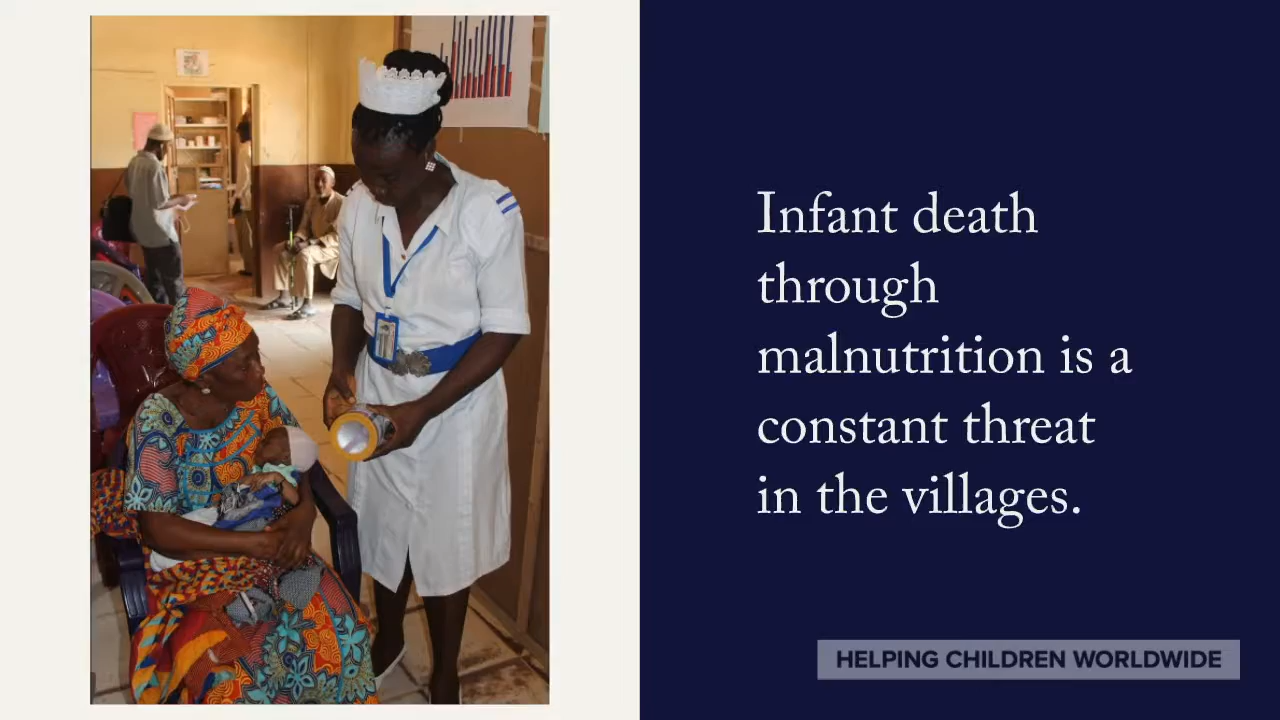 Infant death
through
malnutrition is a
constant threat
in the villages.
HELPING CHILDREN WORLDWIDE